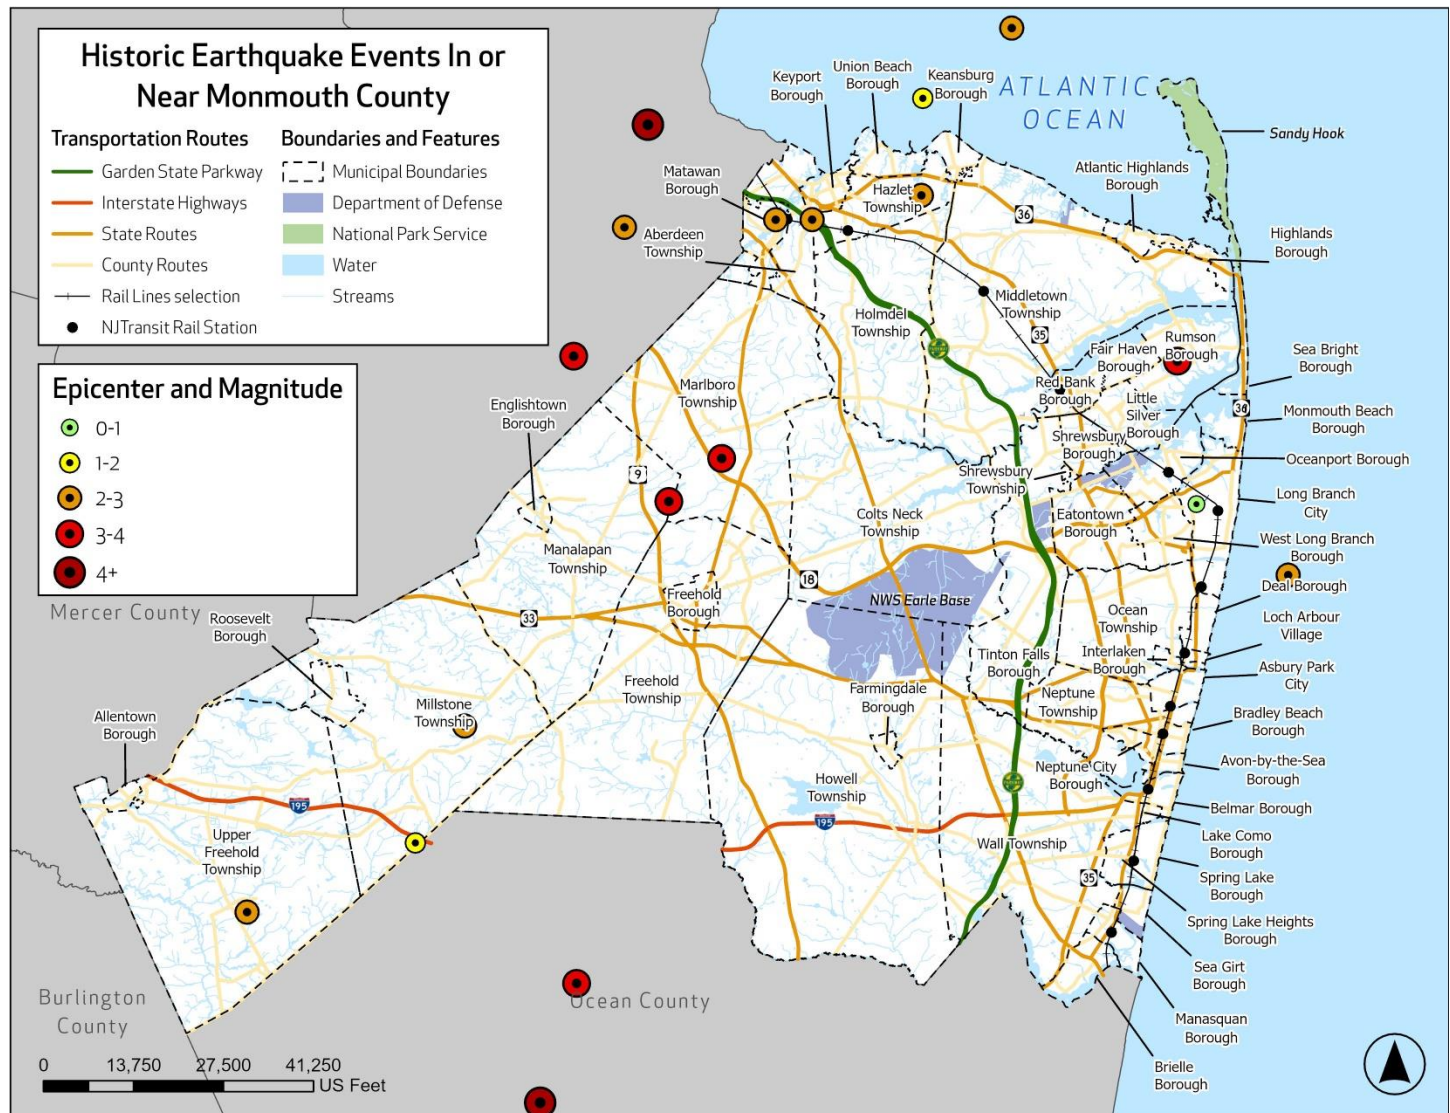 Historic Earthquake Events In or
Near Monmouth County
Transportation Routes
Garden State Parkway
Interstate Highways
State Routes
County Routes
Rail Lines selection
NJTransit Rail Station
Boundaries and Features
Municipal Boundaries
Department of Defense
National Park Service
Water
Streams
Epicenter and Magnitude
0-1
1-2
2-3
3-4
4+
ATLANTIC
OCEAN
Sandy Hook
Keyport
Borough
Union Beach
Borough
Keansburg
Borough
Matawan
Borough
Hazlet
Township
Atlantic Highlands
Borough
36
Aberdeen
Township
Highlands
Borough
Middletown
Township
Holmdel
Township
35
Fair Haven
Borough
Rumson
Borough
Sea Bright
Borough
Marlboro
Township
Red Bank
Borough
Little
Silver
Borough
36
Monmouth Beach
Borough
Englishtown
Borough
Shrewsbury
Borough
Oceanport Borough
9
Shrewsbury
Township
Long Branch
City
Colts Neck
Township
Eatontown
Borough
West Long Branch
Borough
Manalapan
Township
18
Deal Borough
Freehold
Borough
NWS Earle Base
Mercer County
Roosevelt
Borough
33
Ocean
Township
Loch Arbour
Village
Interlaken
Borough
Tinton Falls
Borough
Asbury Park
City
Freehold
Township
Farmingdale
Borough
Neptune
Township
Millstone
Township
Allentown
Borough
Bradley Beach
Borough
Neptune City
Borough
Avon-by-the-Sea
Borough
Howell
Township
195
195
Belmar Borough
Upper
Freehold
Township
Wall Township
Lake Como
Borough
35
Spring Lake
Borough
Spring Lake Heights
Borough
Sea Girt
Borough
Burlington
County
Ocean County
Manasquan
Borough
Brielle
Borough
0 13,750 27,500 41,250
US Feet